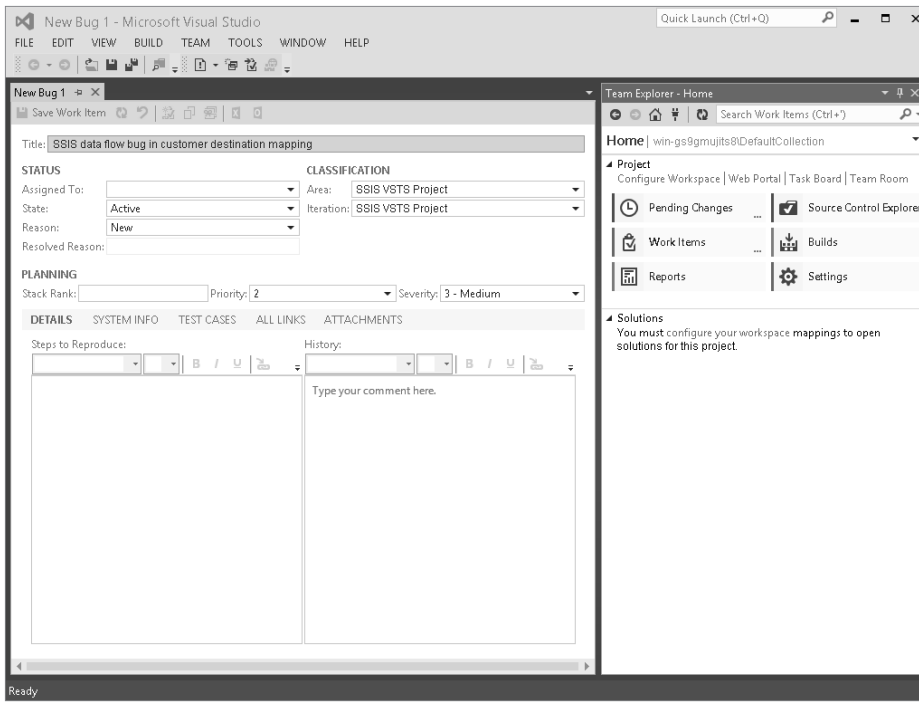 New Bug 1 - Microsoft Visual Studio
Quick Launch (Ctrl+Q)
FILE EDIT VIEW BUILD TEAM TOOLS WINDOW HELP
New Bug 1
Save Work Item
Title: SSIS data flow bug in customer destination mapping
STATUS
Assigned To:
State: Active
Reason: New
Resolved Reason:
CLASSIFICATION
Area: SSIS VSTS Project
Iteration: SSIS VSTS Project
PLANNING
Stack Rank: Priority: 2 Severity: 3 - Medium
DETAILS SYSTEM INFO TEST CASES ALL LINKS ATTACHMENTS
Steps to Reproduce:
B I U
History:
B I U
Type your comment here.
Team Explorer - Home
Search Work Items (Ctrl+')
Home | win-gs9gmujits8\DefaultCollection
Project
Configure Workspace | Web Portal | Task Board | Team Room
Pending Changes ... Source Control Explore
Work Items ... Builds
Reports Settings
Solutions
You must configure your workspace mappings to open
solutions for this project.
Ready